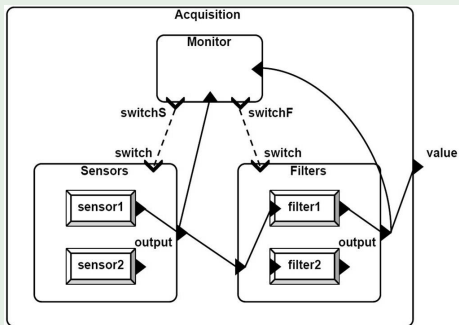 Acquisition
Monitor
switchS
switchF
switch
switch
value
Sensors
Filters
sensor1
filter1
output
output
sensor2
filter2